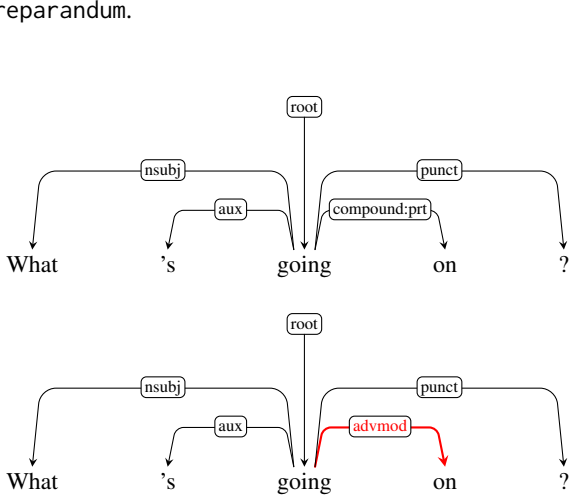 reparandum.
root
nsubj punct
aux compound:prt
What 's going on ?
root
nsubj punct
aux advmod
What 's going on ?